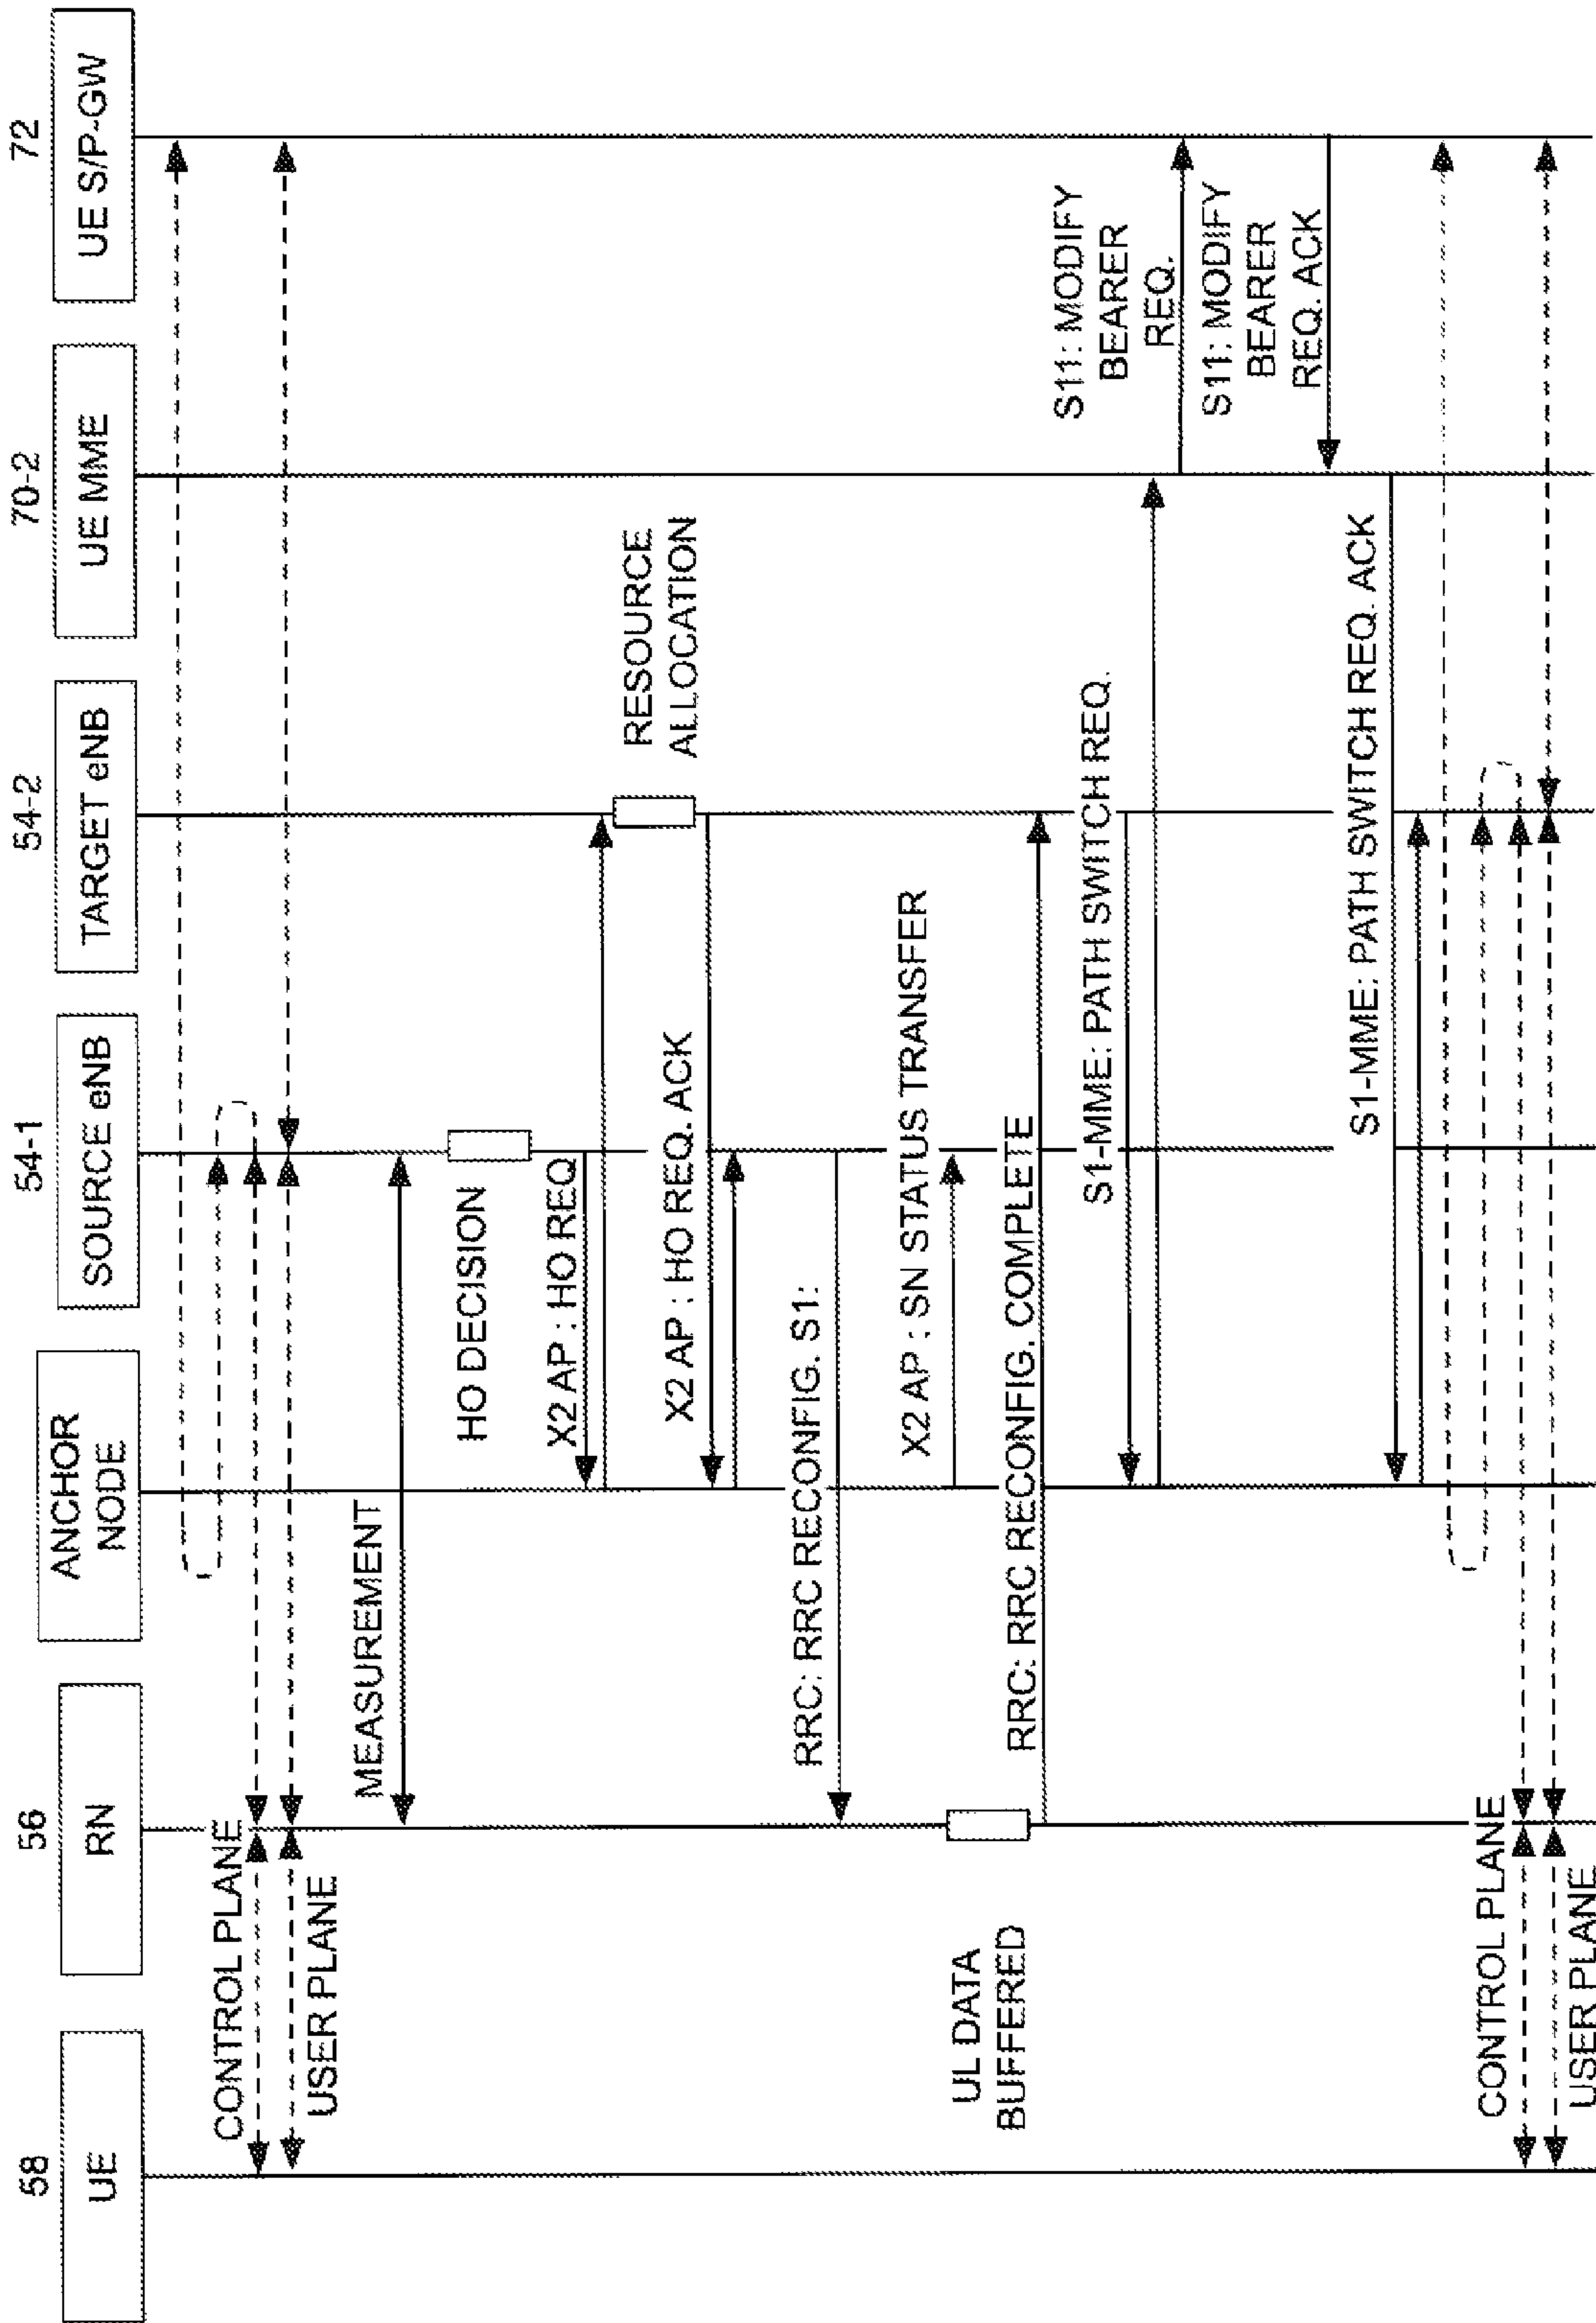 58
56
54-1
54-2
70-2
72
UE
RN
ANCHOR
NODE
SOURCE eNB
TARGET eNB
UE MME
UE S/P-GW
CONTROL PLANE
USER PLANE
MEASUREMENT
HO DECISION
X2 AP : HO REQ
RESOURCE
ALLOCATION
X2 AP : HO REQ. ACK
RRC: RRC RECONFIG. S1:
X2 AP : SN STATUS TRANSFER
UL DATA
BUFFERED
RRC: RRC RECONFIG. COMPLETE
S1-MME: PATH SWITCH REQ.
S11: MODIFY
BEARER
REQ.
S11: MODIFY
BEARER
REQ. ACK
S1-MME: PATH SWITCH REQ. ACK
CONTROL PLANE
USER PLANE